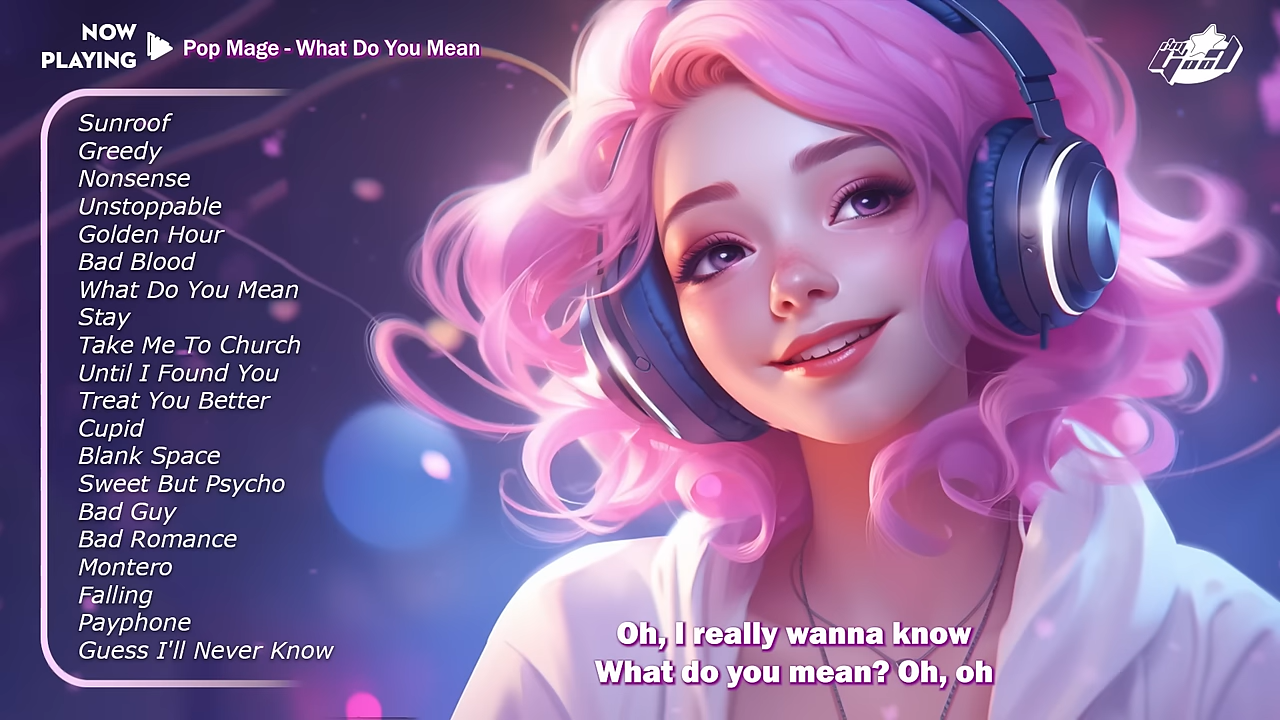 NOW
PLAYING
Pop Mage - What Do You Mean
Sunroof
Greedy
Nonsense
Unstoppable
Golden Hour
Bad Blood
What Do You Mean
Stay
Take Me To Church
Until I Found You
Treat You Better
Cupid
Blank Space
Sweet But Psycho
Bad Guy
Bad Romance
Montero
Falling
Payphone
Guess I'll Never Know
Oh, I really wanna know
What do you mean? Oh, oh